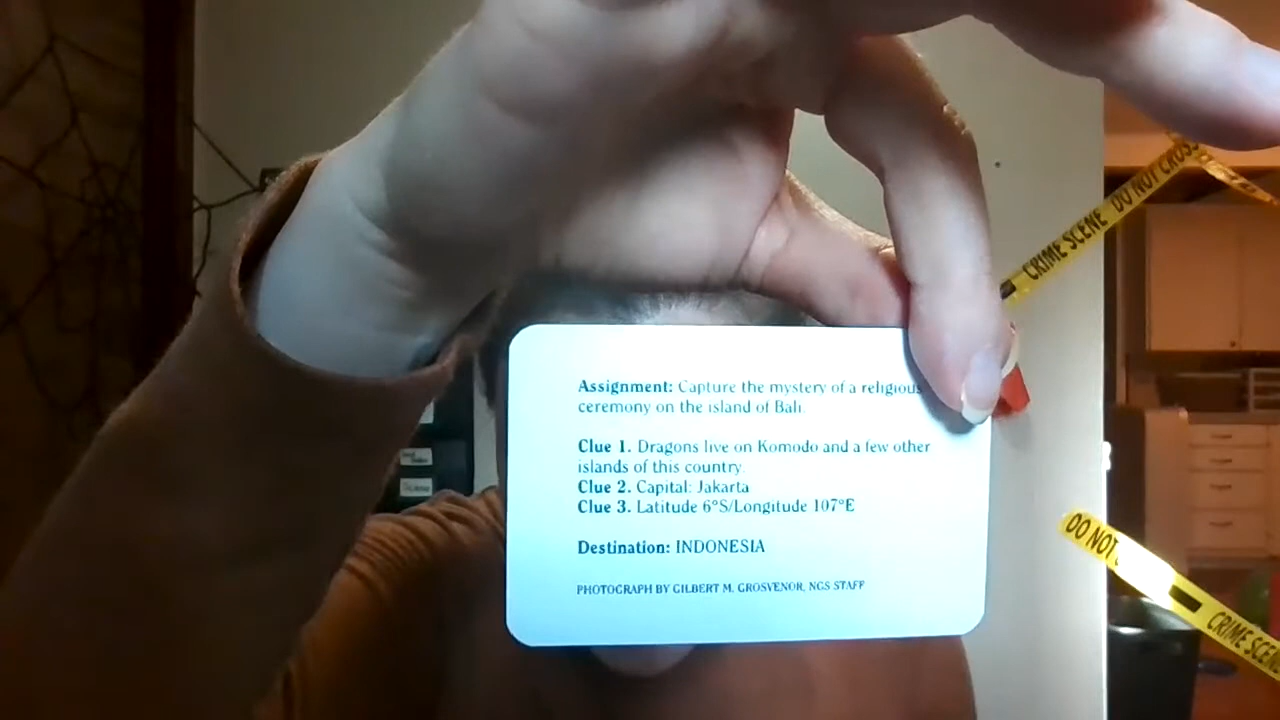 Assignment: Capture the mystery of a religious
ceremony on the island of Bali.
Clue 1. Dragons live on Komodo and a few other
islands of this country.
Clue 2. Capital: Jakarta
Clue 3. Latitude 6°S/Longitude 107°E
Destination: INDONESIA
PHOTOGRAPH BY GILBERT M. GROSVENOR, NGS STAFF
CRIME SCENE DO NOT CROSS
DO NOT
CRIME SCENE